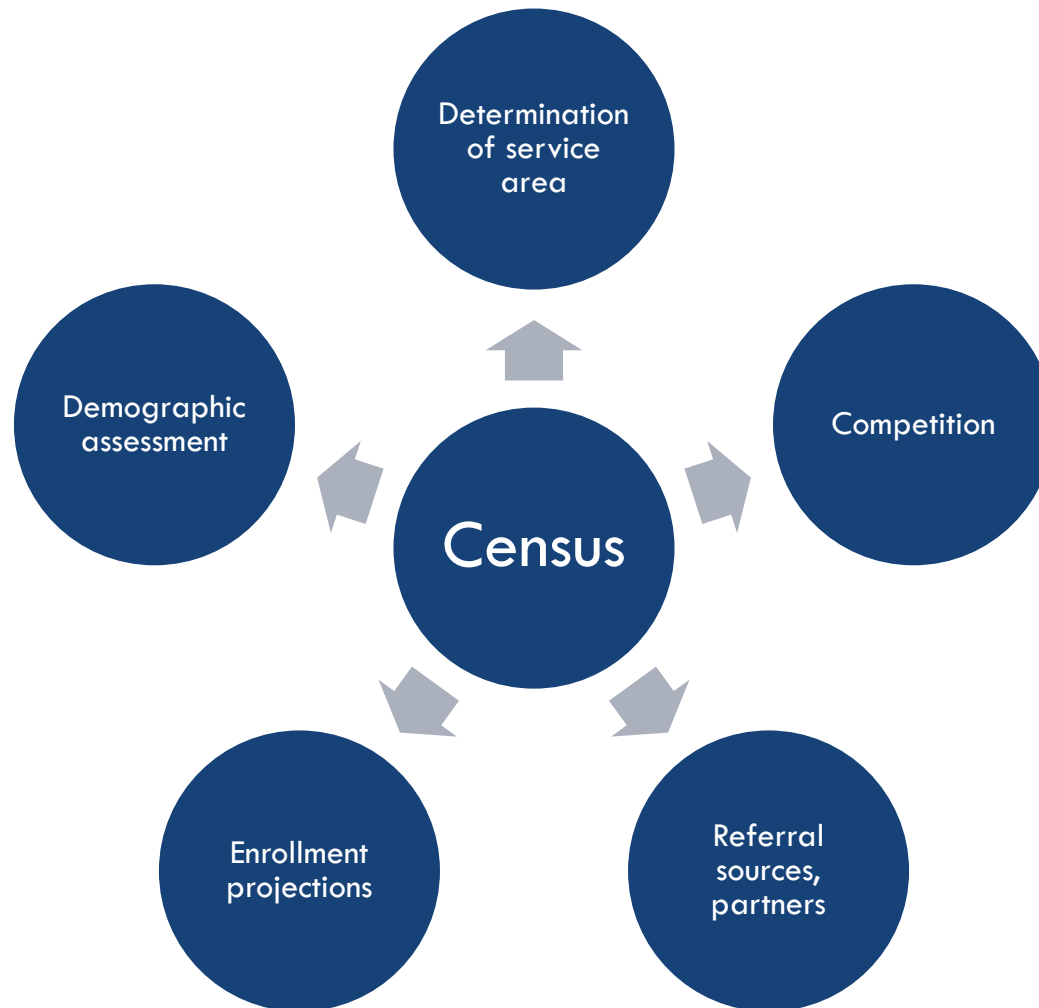 Determination
of service
area
Competition
Referral
sources,
partners
Enrollment
projections
Demographic
assessment
Census